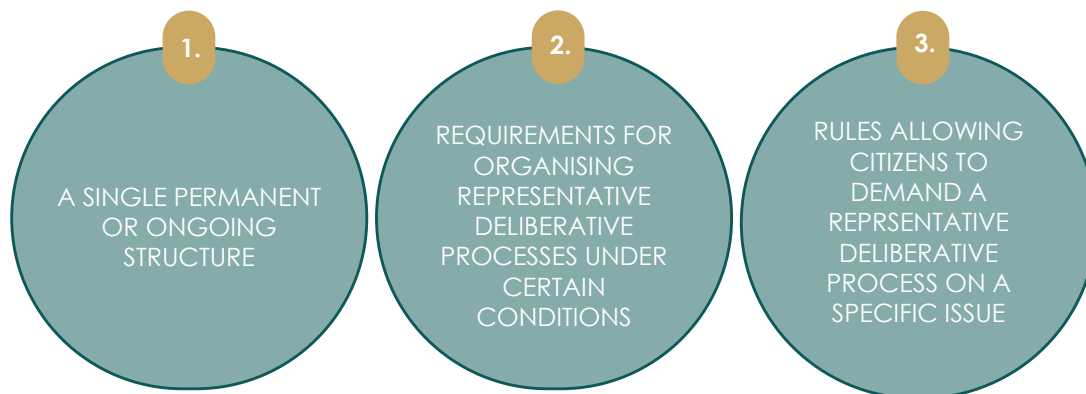 1.
A SINGLE PERMANENT
OR ONGOING
STRUCTURE
2.
REQUIREMENTS FOR
ORGANISING
REPRESENTATIVE
DELIBERATIVE
PROCESSES UNDER
CERTAIN
CONDITIONS
3.
RULES ALLOWING
CITIZENS TO
DEMAND A
REPRSENTATIVE
DELIBERATIVE
PROCESS ON A
SPECIFIC ISSUE